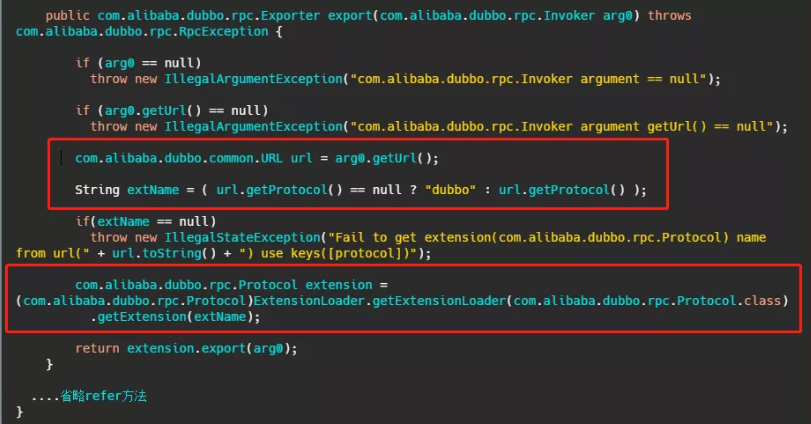 public com.alibaba.dubbo.rpc.Exporter export(com.alibaba.dubbo.rpc.Invoker arg0) throws
com.alibaba.dubbo.rpc.RpcException {
if (arg0 == null)
throw new IllegalArgumentException("com.alibaba.dubbo.rpc.Invoker argument == null");
if (arg0.getUrl() == null)
throw new IllegalArgumentException("com.alibaba.dubbo.rpc.Invoker argument getUrl() == null");
com.alibaba.dubbo.common.URL url = arg0.getUrl();
String extName = ( url.getProtocol() == null ? "dubbo" : url.getProtocol() );
if(extName == null)
throw new IllegalStateException("Fail to get extension(com.alibaba.dubbo.rpc.Protocol) name
from url(" + url.toString() + ") use keys([protocol])");
com.alibaba.dubbo.rpc.Protocol extension =
(com.alibaba.dubbo.rpc.Protocol)ExtensionLoader.getExtensionLoader(com.alibaba.dubbo.rpc.Protocol.class)
.getExtension(extName);
return extension.export(arg0);
}
....省略refer方法
}